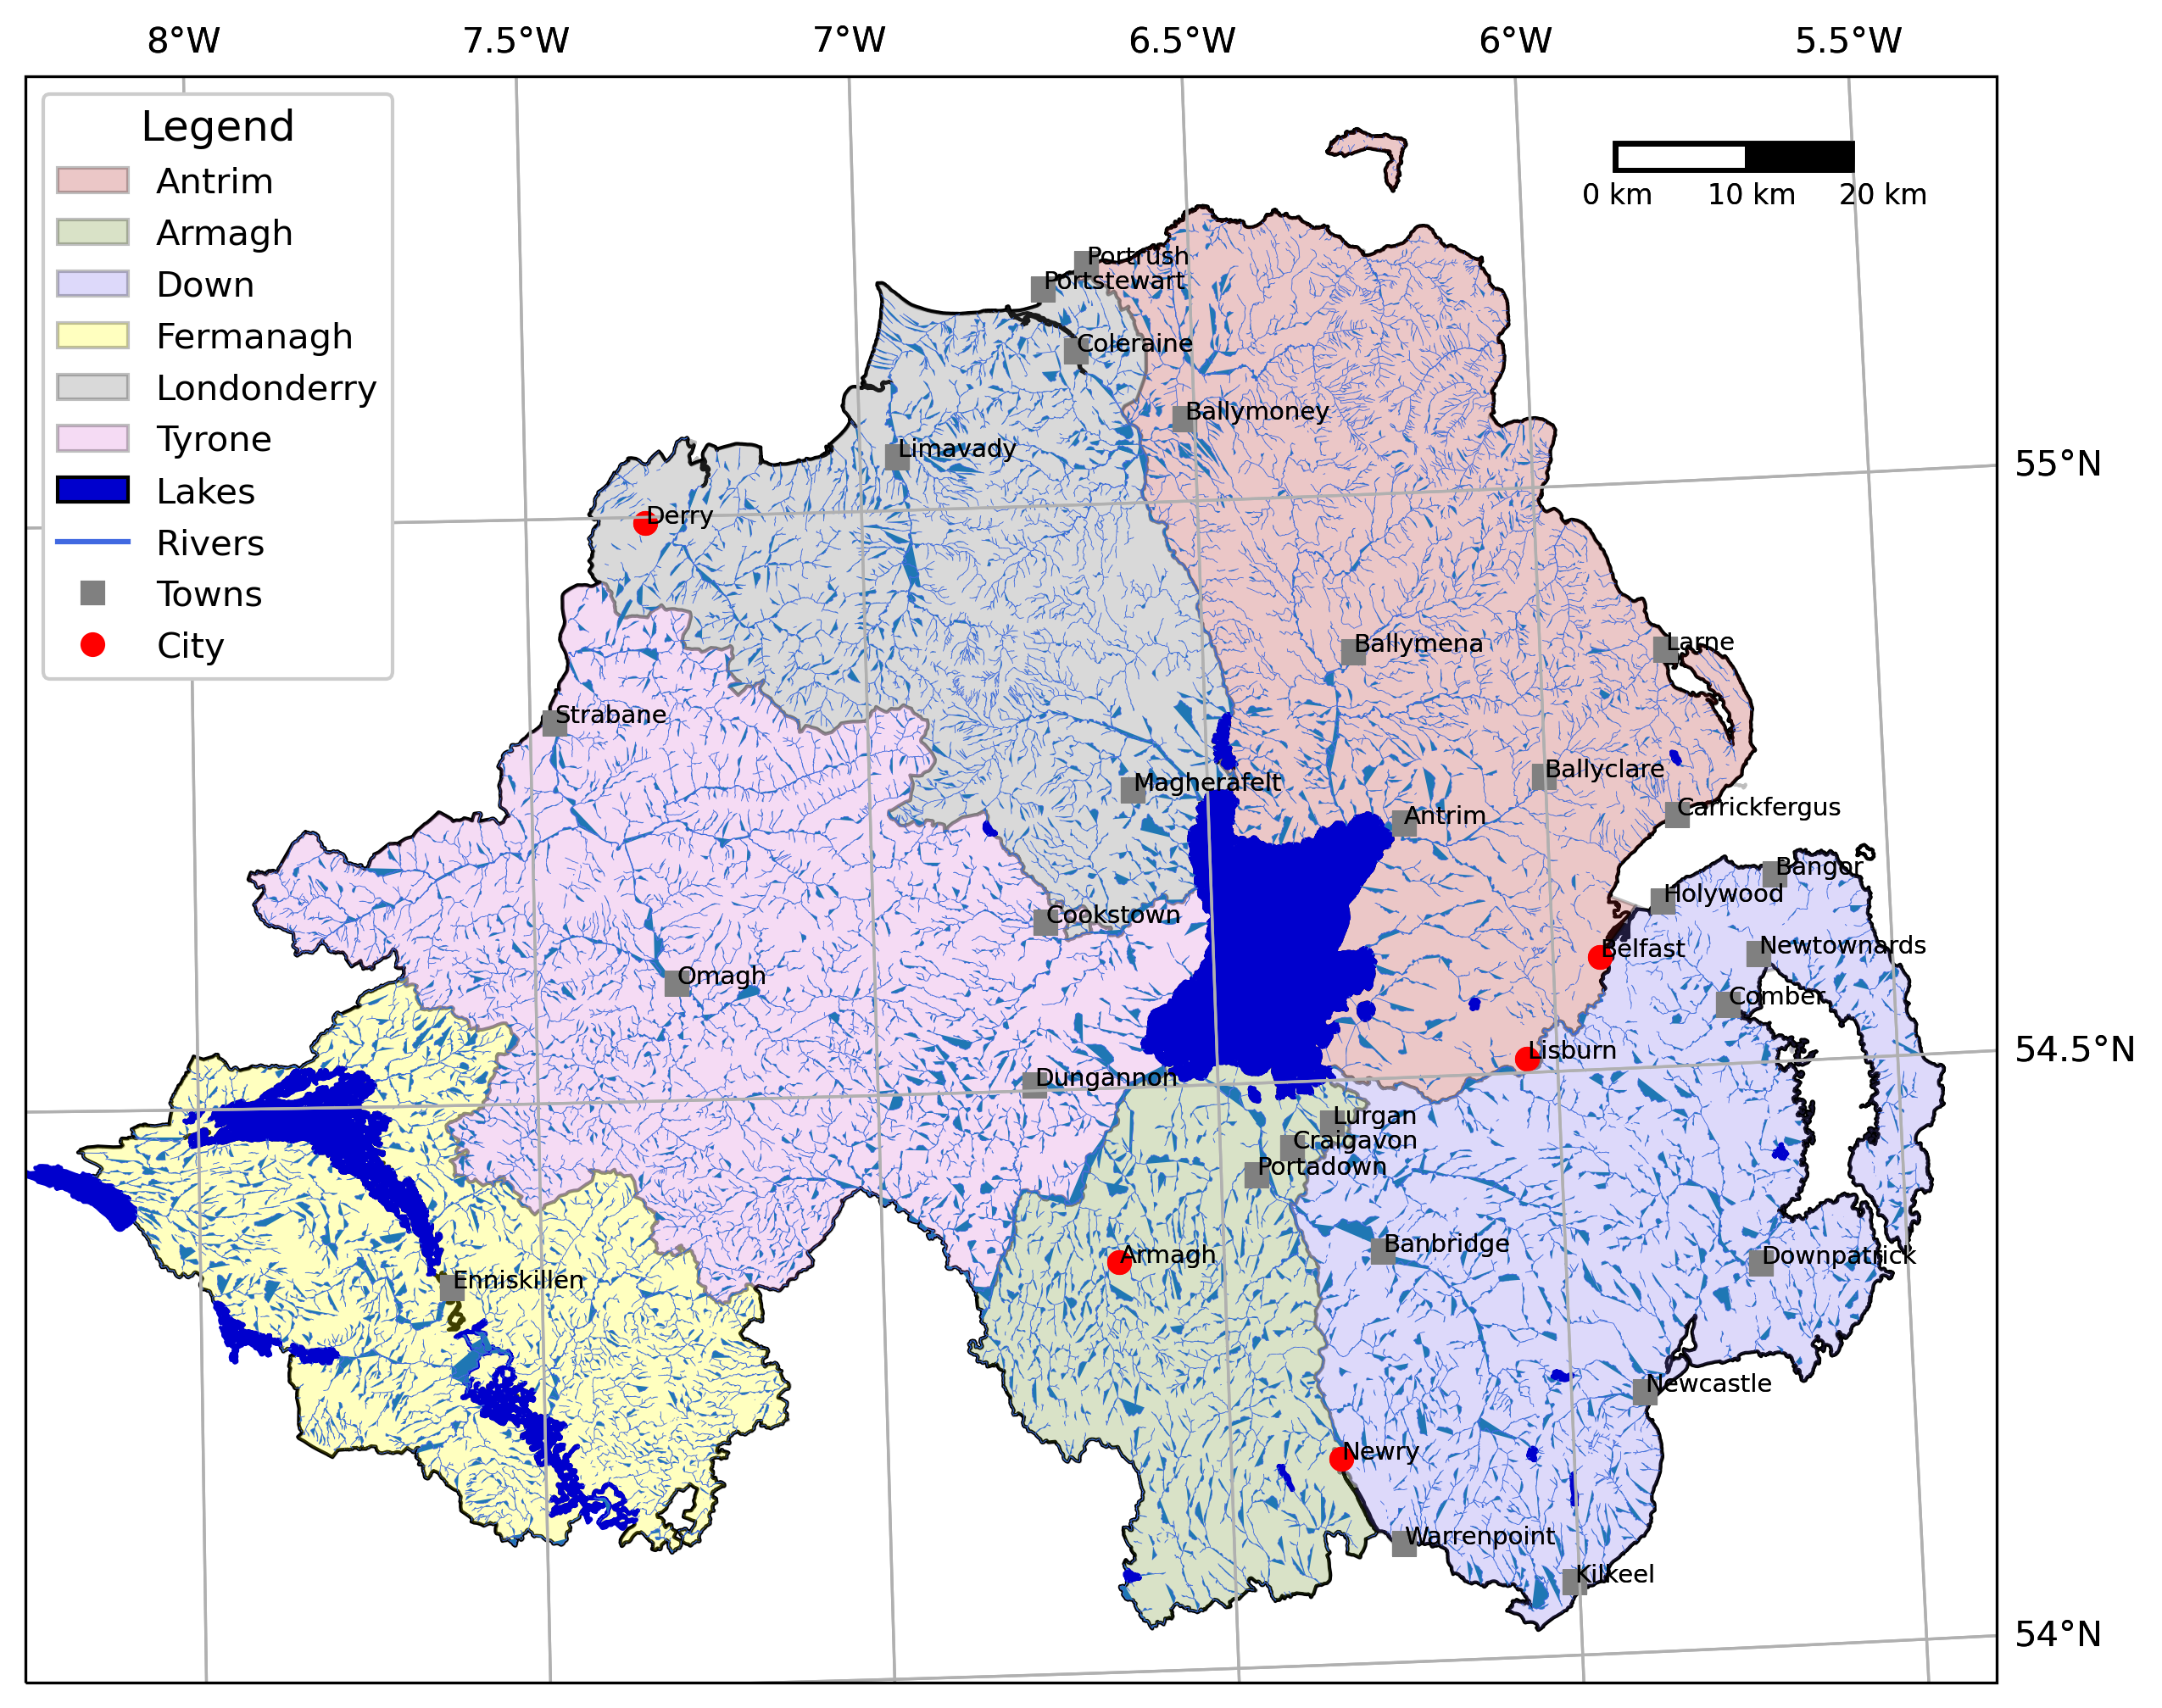 8°W 7.5°W 7°W 6.5°W 6°W 5.5°W
Legend
Antrim
Armagh
Down
Fermanagh
Londonderry
Tyrone
Lakes
Rivers
Towns
City
0 km 10 km 20 km
Portrush
Portstewart
Coleraine
Ballymoney
Limavady
55°N
Derry
Larne
Ballymena
Strabane
Ballyclare
Magherafelt
Carrickfergus
Antrim
Bangor
Holywood
Cookstown
Newtownards
Belfast
Omagh
Comber
54.5°N
Lisburn
Dungannon
Lurgan
Craigavon
Portadown
Banbridge
Armagh
Downpatrick
Enniskillen
Newcastle
Newry
Warrenpoint
Kilkeel
54°N